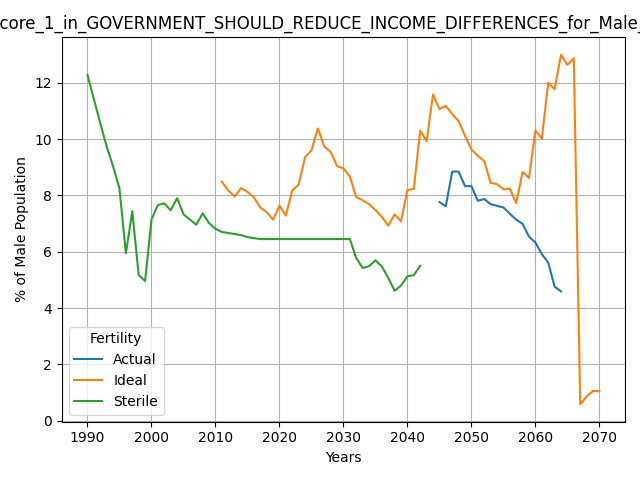 core_1_in_GOVERNMENT_SHOULD_REDUCE_INCOME_DIFFERENCES_for_Male_
% of Male Population
12
10
8
6
4
2
0
Fertility
Actual
Ideal
Sterile
1990 2000 2010 2020 2030 2040 2050 2060 2070
Years